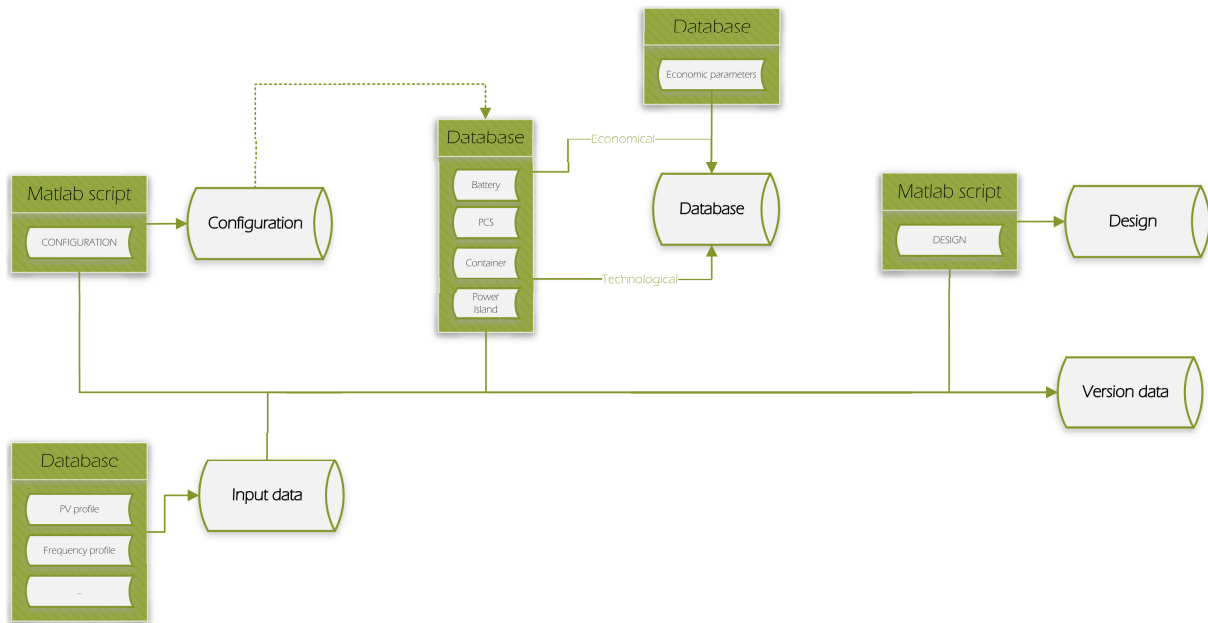 Database
Economic parameters
Database
Battery
PCS
Container
Power
Island
Economical
Technological
Database
Matlab script
CONFIGURATION
Configuration
Matlab script
DESIGN
Design
Version data
Database
PV profile
Frequency profile
...
Input data